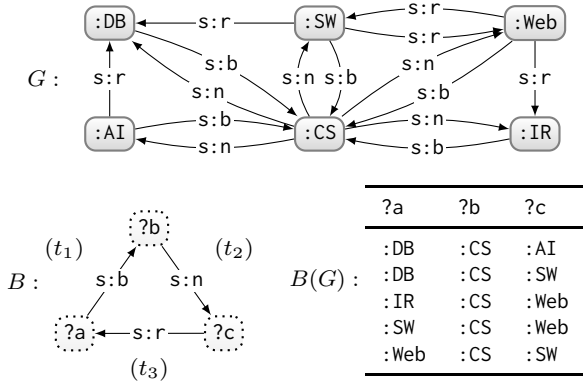 :DB s:r :SW s:r :Web
s:r
s:b s:n s:n s:b s:n s:b s:r
G :
s:r
:AI s:b s:n :CS s:n s:b :IR
?a ?b ?c
(t1) ?b (t2)
B : s:b s:n
?a s:r ?c
(t3)
B(G) :
:DB :CS :AI
:DB :CS :SW
:IR :CS :Web
:SW :CS :Web
:Web :CS :SW